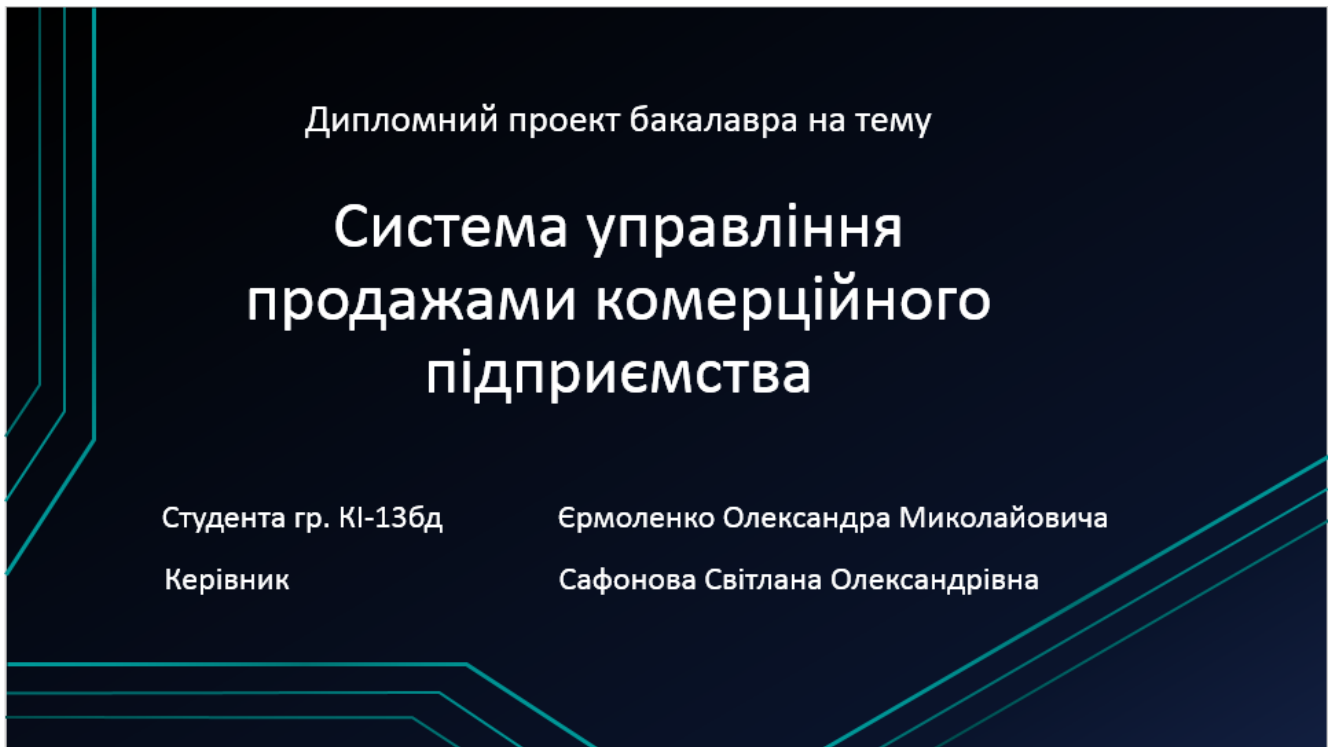 Дипломний проект бакалавра на тему
Система управління
продажами комерційного
підприємства
Студента гр. КІ-13бд Єрмоленко Олександра Миколайовича
Керівник Сафонова Світлана Олександрівна